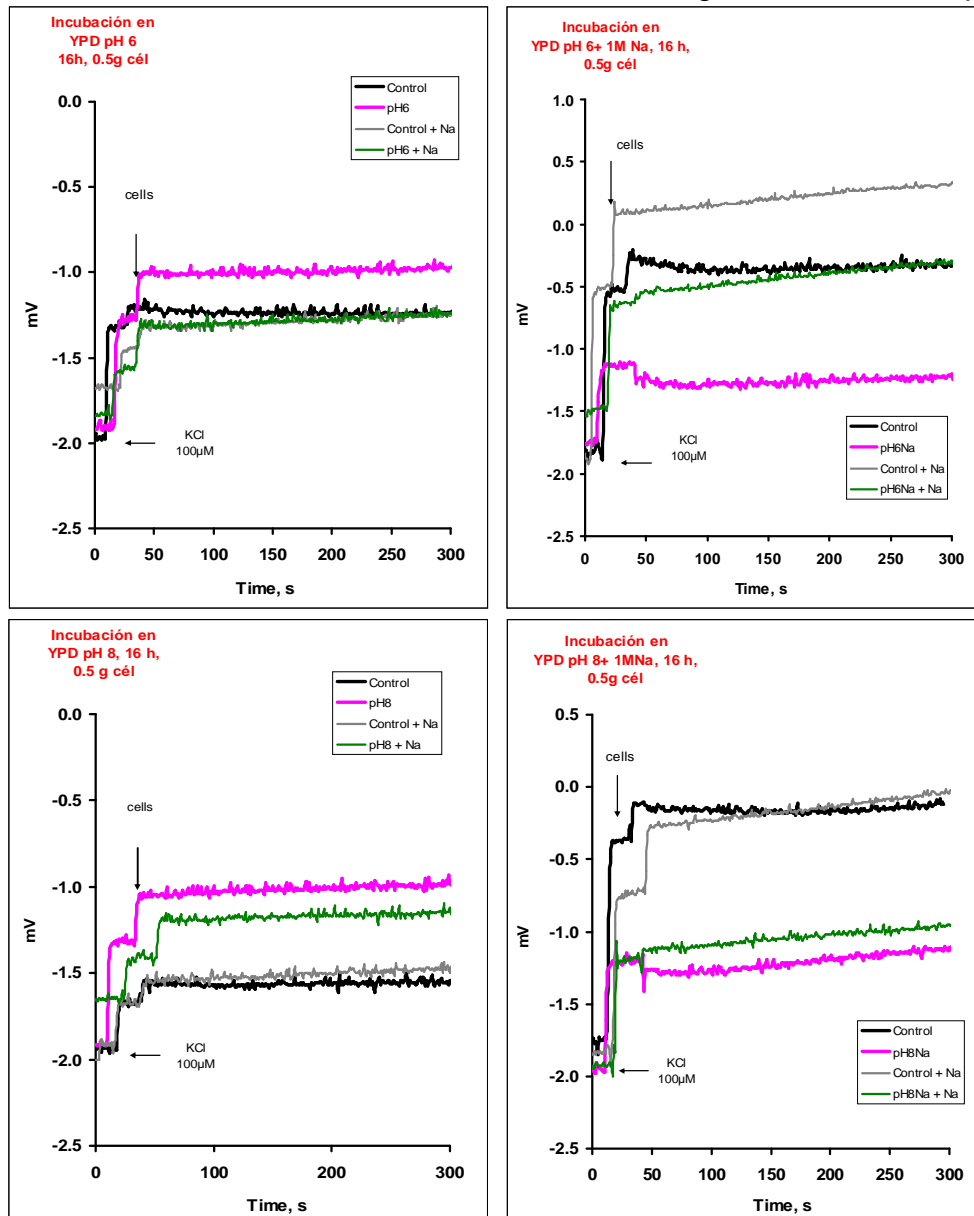 Incubación en
YPD pH 6
16h, 0.5g cél
Control
pH6
Control + Na
pH6 + Na
cells
KCl
100µM
0.0
-0.5
-1.0
-1.5
-2.0
-2.5
mV
0
50
100
150
200
250
300
Time, s
Incubación en
YPD pH 6+ 1M Na, 16 h,
0.5g cél
cells
KCl
100µM
Control
pH6Na
Control + Na
pH6Na + Na
1.0
0.5
0.0
-0.5
-1.0
-1.5
-2.0
-2.5
mV
0
50
100
150
200
250
300
Time, s
Incubación en
YPD pH 8, 16 h,
0.5 g cél
Control
pH8
Control + Na
pH8 + Na
cells
KCl
100µM
0.0
-0.5
-1.0
-1.5
-2.0
-2.5
mV
0
100
200
300
Time, s
Incubación en
YPD pH 8+ 1MNa, 16 h,
0.5g cél
cells
KCl
100µM
Control
pH8Na
Control + Na
pH8Na + Na
0.5
0.0
-0.5
-1.0
-1.5
-2.0
-2.5
mV
0
50
100
150
200
250
300
Time, s